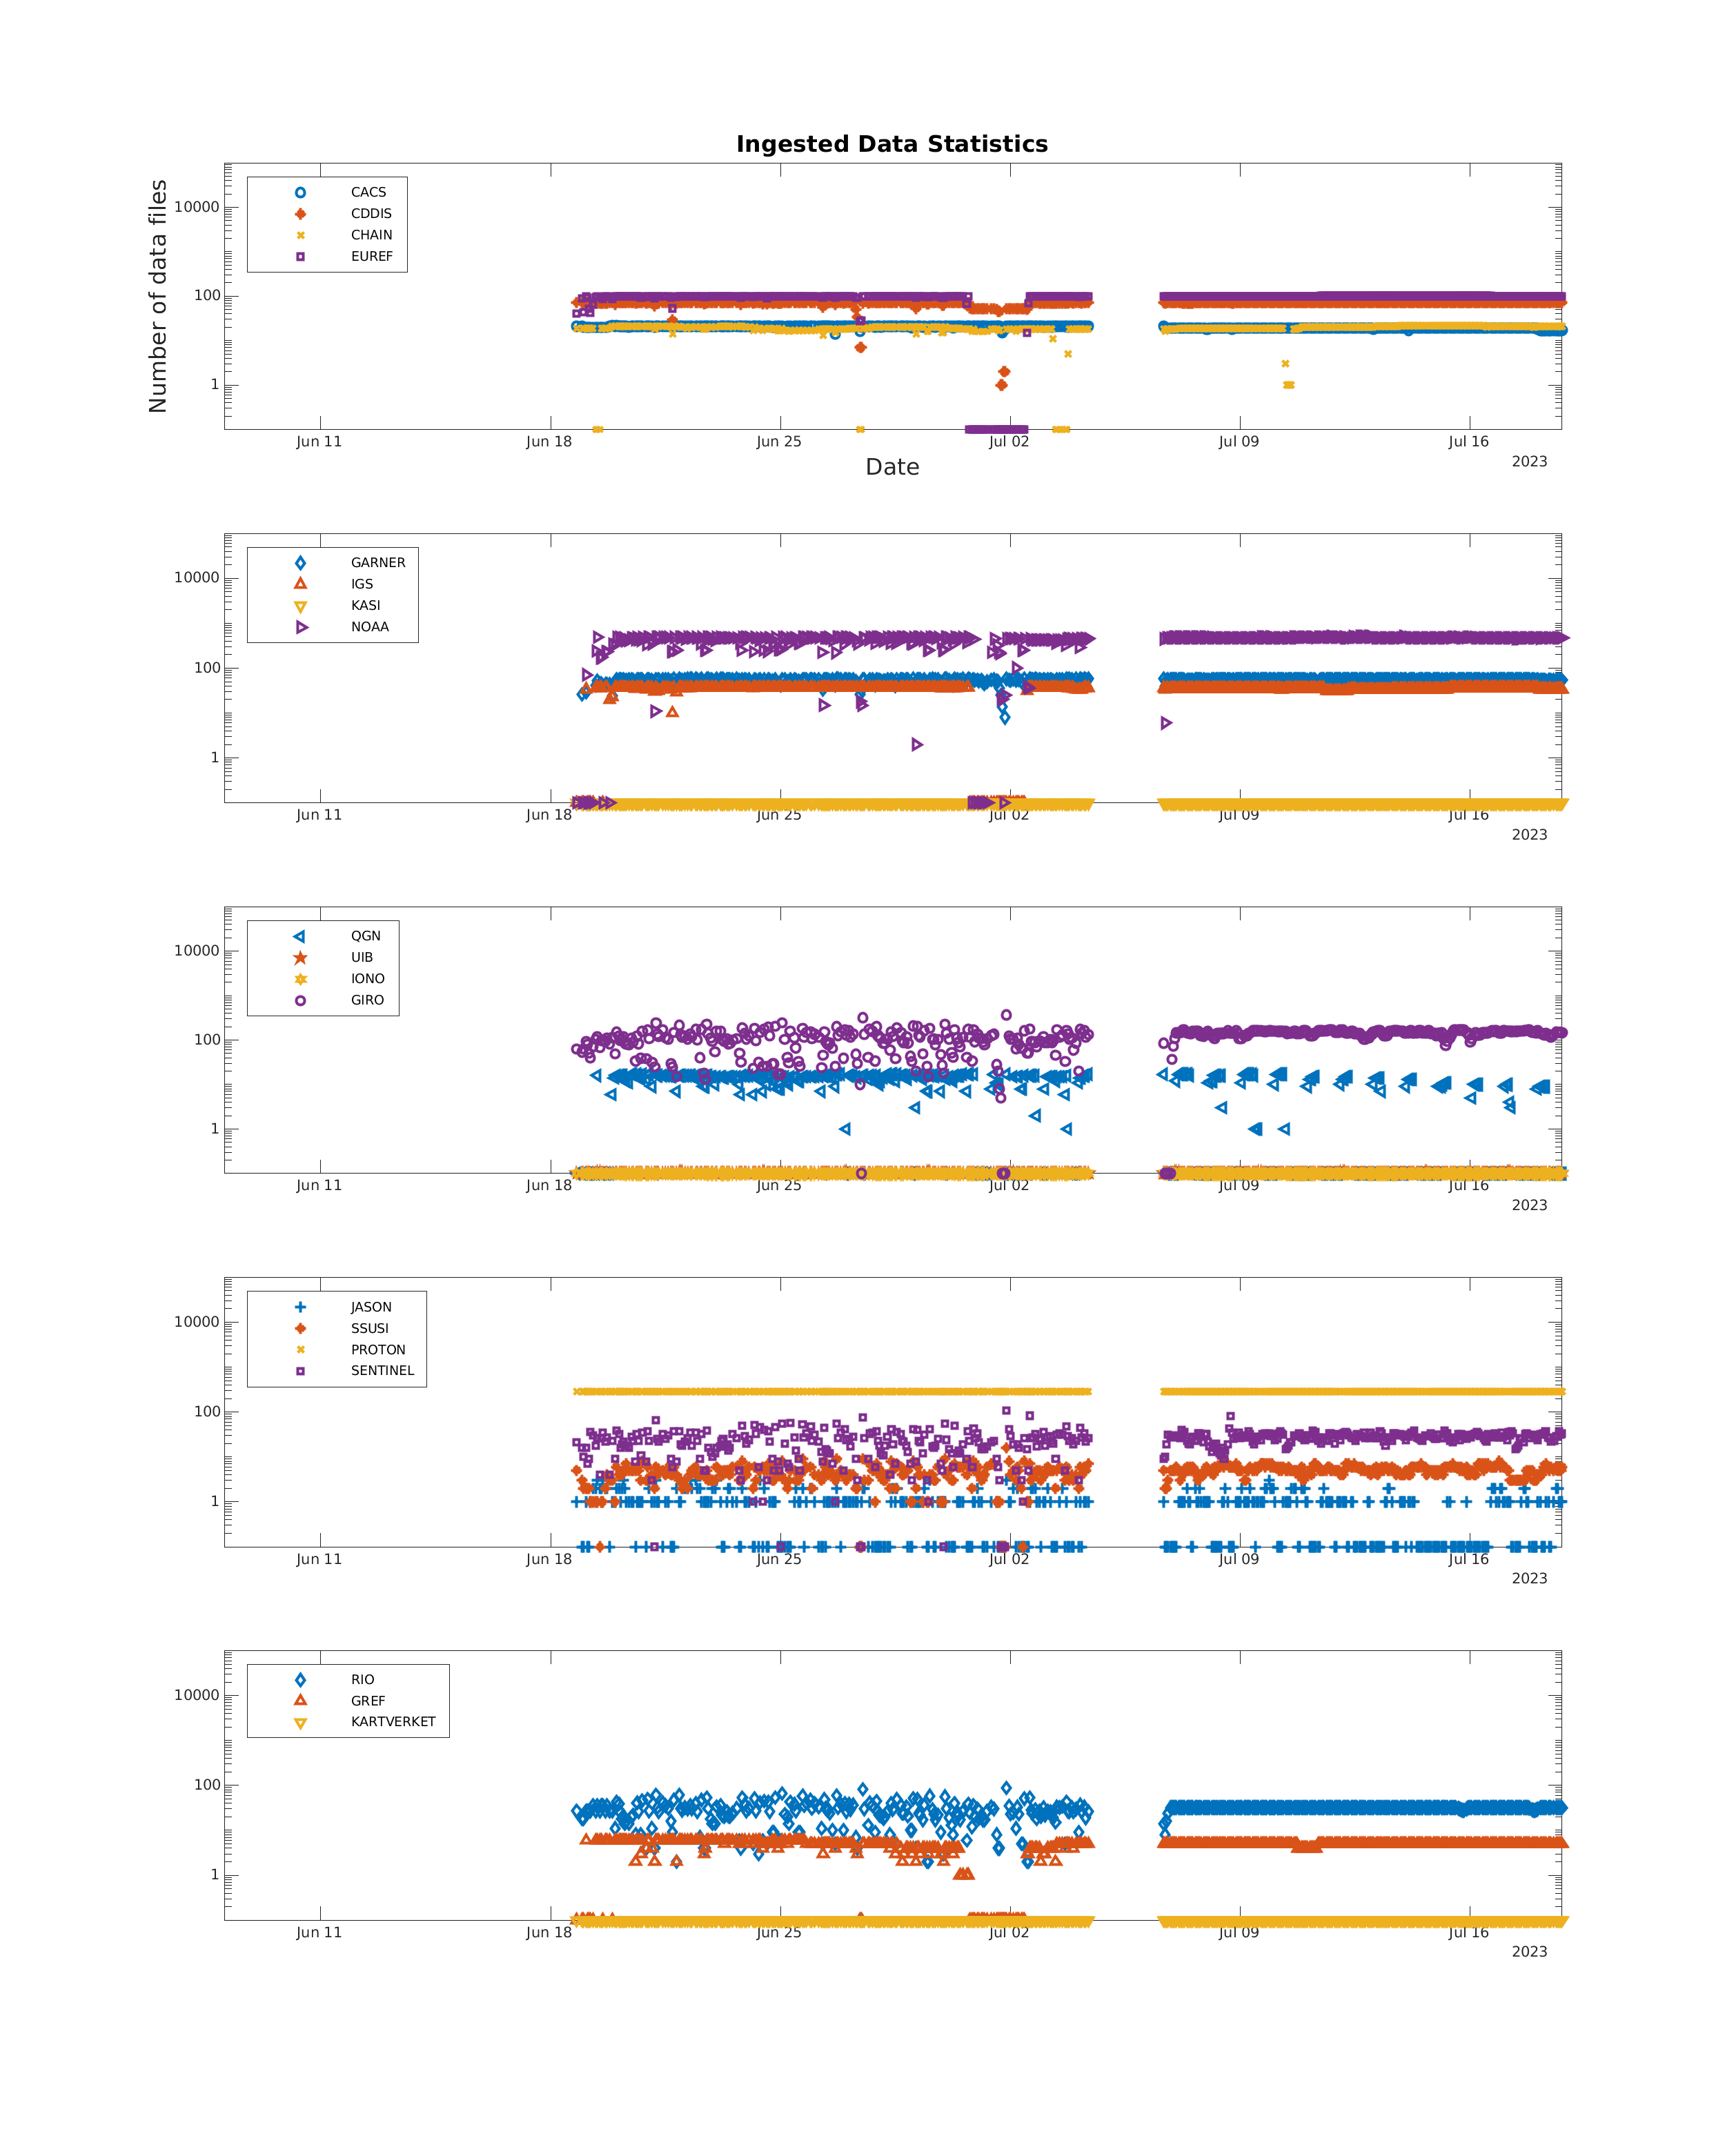 Ingested Data Statistics
Number of data files
CACS
CDDIS
CHAIN
EUREF
10000
100
1
Jun 11 Jun 18 Jun 25 Jul 02 Jul 09 Jul 16
2023
Date
GARNER
IGS
KASI
NOAA
10000
100
1
Jun 11 Jun 18 Jun 25 Jul 02 Jul 09 Jul 16
2023
QGN
UIB
IONO
GIRO
10000
100
1
Jun 11 Jun 18 Jun 25 Jul 02 Jul 09 Jul 16
2023
JASON
SSUSI
PROTON
SENTINEL
10000
100
1
Jun 11 Jun 18 Jun 25 Jul 02 Jul 09 Jul 16
2023
RIO
GREF
KARTVERKET
10000
100
1
Jun 11 Jun 18 Jun 25 Jul 02 Jul 09 Jul 16
2023